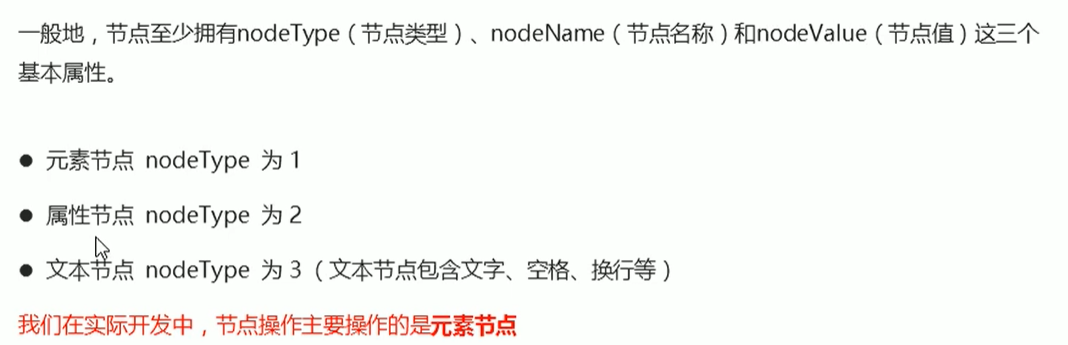 一般地，节点至少拥有nodeType（节点类型）、nodeName（节点名称）和nodeValue（节点值）这三个
基本属性。
● 元素节点 nodeType 为 1
● 属性节点 nodeType 为 2
● 文本节点 nodeType 为 3（文本节点包含文字、空格、换行等）
我们在实际开发中，节点操作主要操作的是元素节点